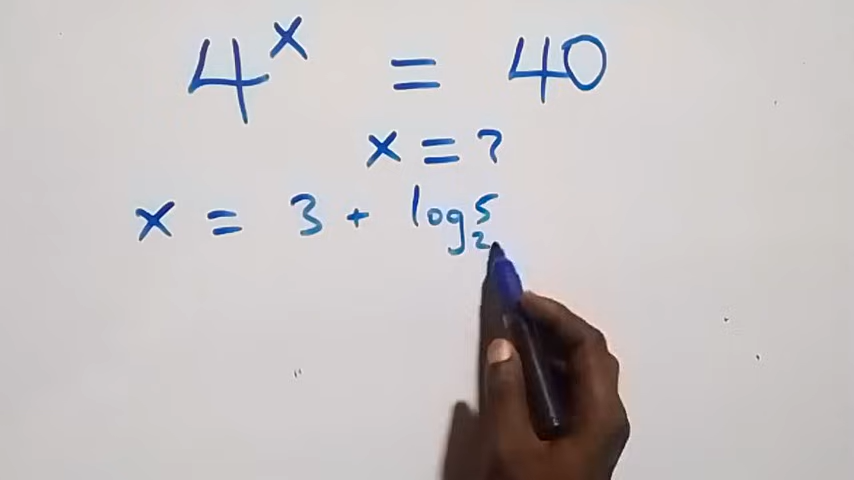 4^x = 40
x = ?
x = 3 + log₂5